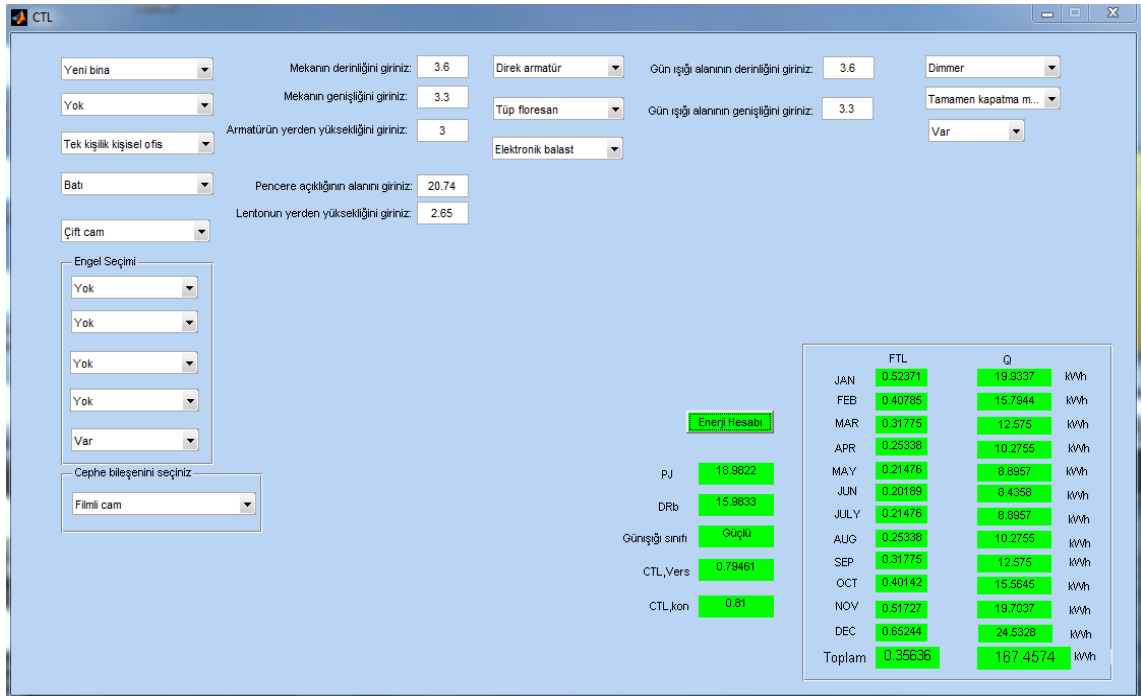 CTL
Yeni bina
Yok
Tek kişilik kişisel ofis
Batı
Çift cam
Engel Seçimi
Yok
Yok
Yok
Yok
Var
Cephe bileşenini seçiniz
Filmli cam
Mekanın derinliğini giriniz: 3.6
Mekanın genişliğini giriniz: 3.3
Armatürün yerden yüksekliğini giriniz: 3
Pencere açıklığının alanını giriniz: 20.74
Lentonun yerden yüksekliğini giriniz: 2.65
Direk armatür
Tüp floresan
Elektronik balast
Gün ışığı alanının derinliğini giriniz: 3.6
Gün ışığı alanının genişliğini giriniz: 3.3
Dimmer
Tamamen kapatma m...
Var
Enerji Hesabı
PJ 18.9822
DRb 15.9833
Günışığı sınıfı Güçlü
CTL,Vers 0.79461
CTL,kon 0.81
FTL Q
JAN 0.52371 19.9337 kWh
FEB 0.40785 15.7944 kWh
MAR 0.31775 12.575 kWh
APR 0.25338 10.2755 kWh
MAY 0.21476 8.8957 kWh
JUN 0.20189 8.4358 kWh
JULY 0.21476 8.8957 kWh
AUG 0.25338 10.2755 kWh
SEP 0.31775 12.575 kWh
OCT 0.40142 15.5645 kWh
NOV 0.51727 19.7037 kWh
DEC 0.65244 24.5328 kWh
Toplam 0.35636 167.4574 kWh